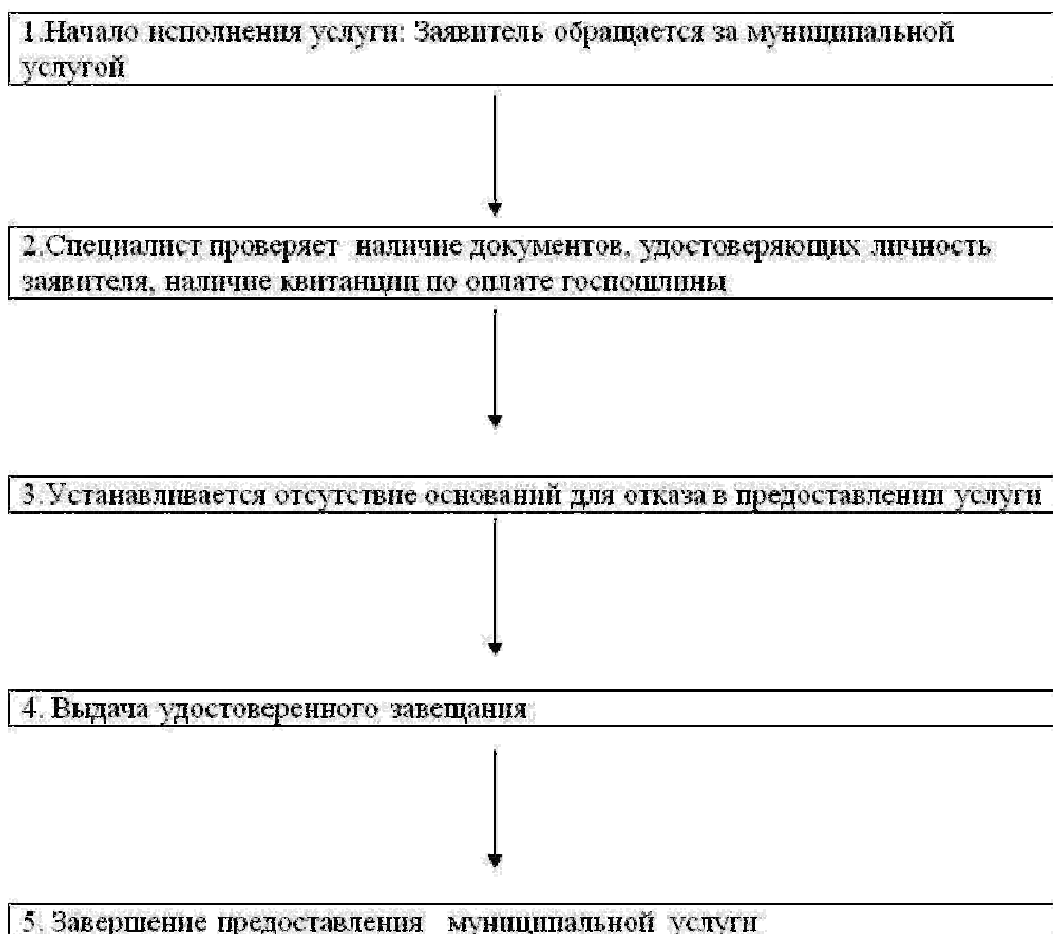 1.Начало исполнения услуги: Заявитель обращается за муниципальной
услугой
2.Специалист проверяет наличие документов, удостоверяющих личность
заявителя, наличие квитанции по оплате госпошлины
3.Устанавливается отсутствие оснований для отказа в предоставлении услуги
4. Выдача удостоверенного завещания
5. Завершение предоставления муниципальной услуги